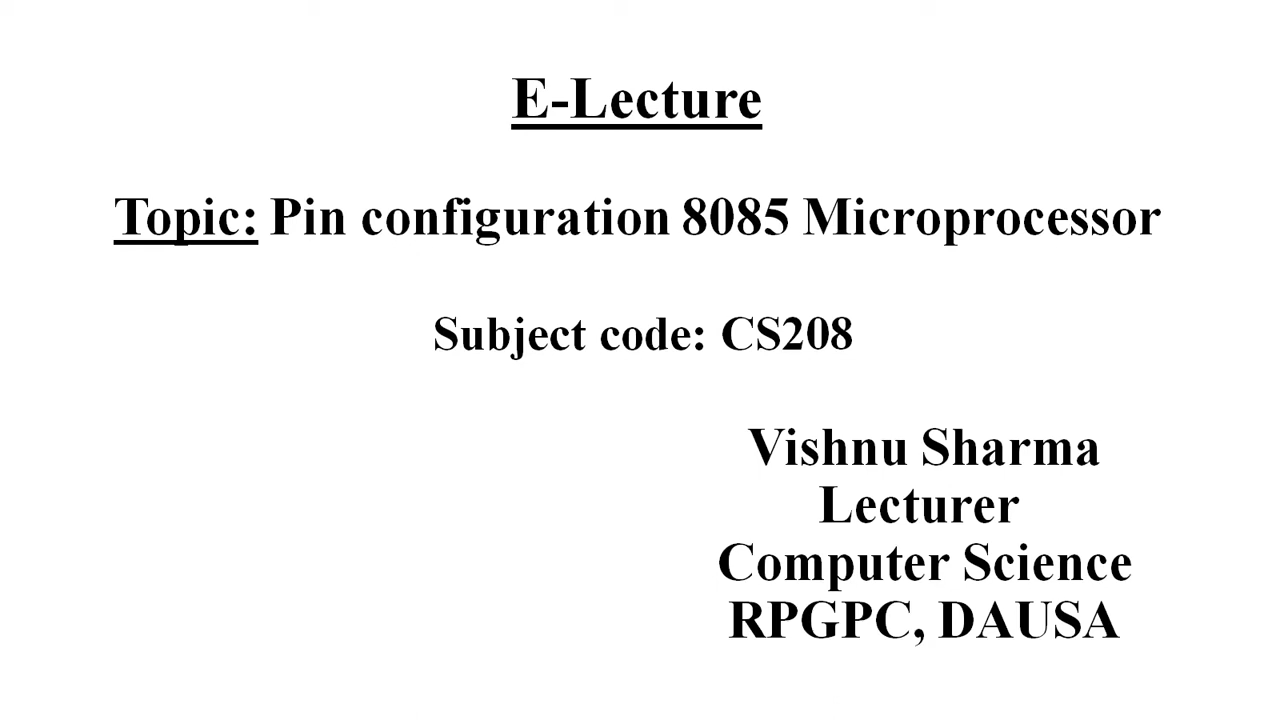 E-Lecture
Topic: Pin configuration 8085 Microprocessor
Subject code: CS208
Vishnu Sharma
Lecturer
Computer Science
RPGPC, DAUSA